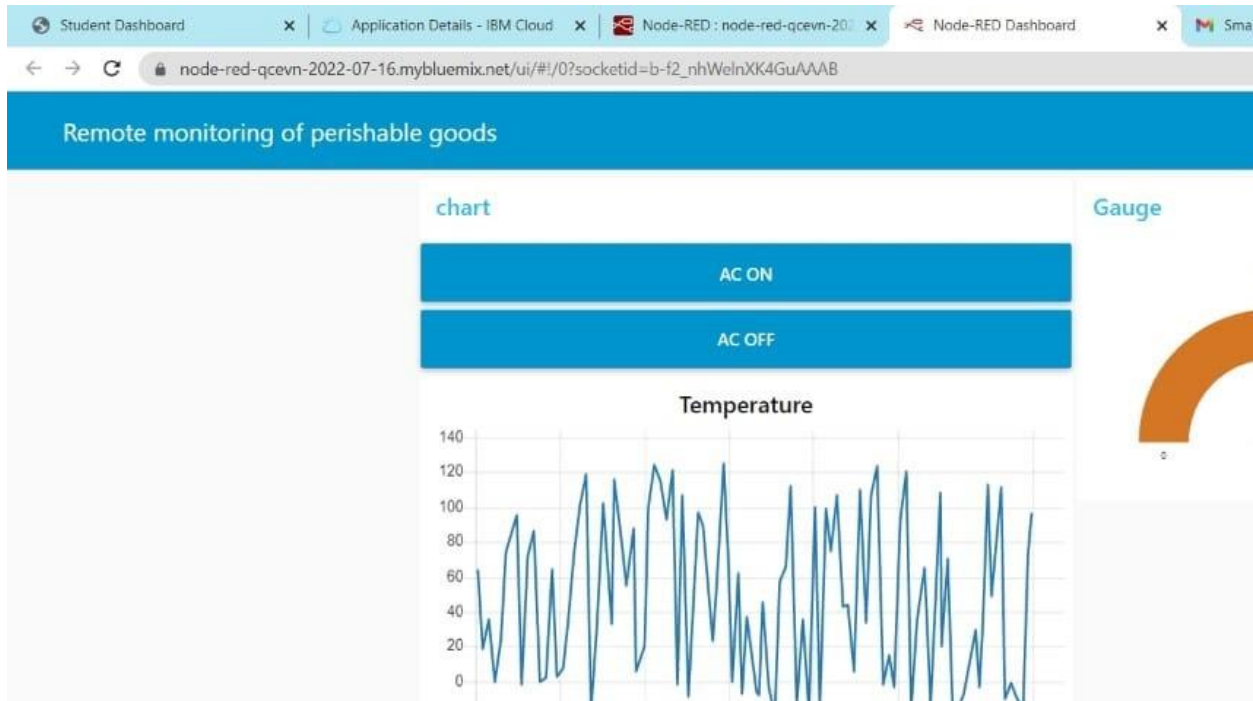 Student Dashboard
Application Details - IBM Cloud
Node-RED : node-red-qcevn-202
Node-RED Dashboard
Sma
node-red-qcevn-2022-07-16.mybluemix.net/ui/#!/0?socketid=b-f2_nhWelnXK4GuAAAB
Remote monitoring of perishable goods
chart
Gauge
AC ON
AC OFF
Temperature
140
120
100
80
60
40
20
0
0